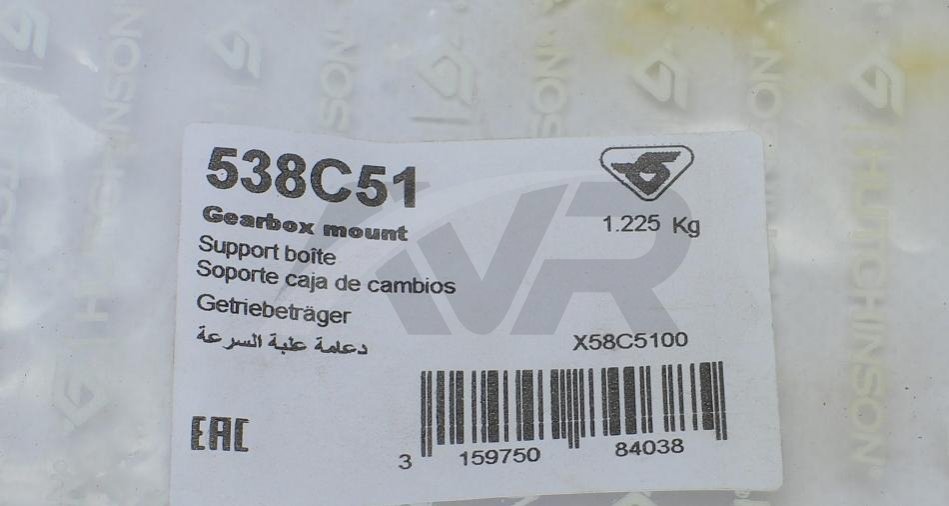 538C51
Gearbox mount
Support boîte
Soporte caja de cambios
Getriebeträger
دعامة علبة السرعة
1.225 Kg
X58C5100
EAC
3 159750 84038
VR
HUTCHINSON